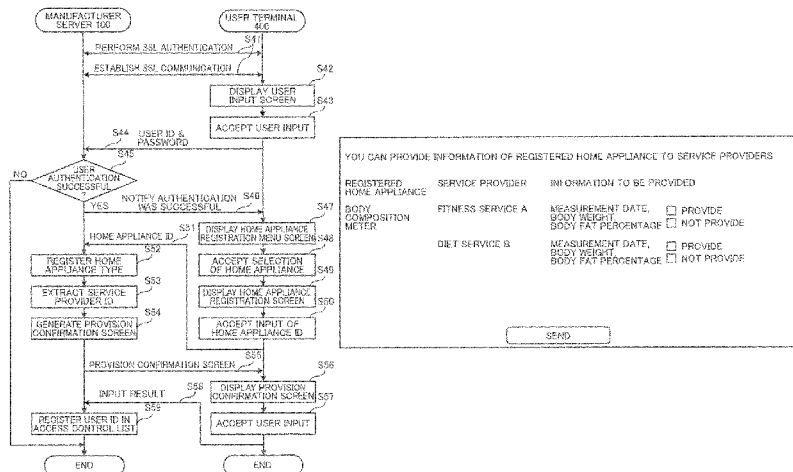 MANUFACTURER
SERVER 100
USER TERMINAL
400
S41
PERFORM SSL AUTHENTICATION
ESTABLISH SSL COMMUNICATION
S42
DISPLAY USER
INPUT SCREEN
S43
ACCEPT USER INPUT
S44
USER ID &
PASSWORD
S45
NO
USER
AUTHENTICATION
SUCCESSFUL
YES
NOTIFY AUTHENTICATION
WAS SUCCESSFUL
S46
S47
DISPLAY HOME APPLIANCE
REGISTRATION MENU SCREEN
S48
ACCEPT SELECTION
OF HOME APPLIANCE
S49
DISPLAY HOME APPLIANCE
REGISTRATION SCREEN
S50
ACCEPT INPUT OF
HOME APPLIANCE ID
HOME APPLIANCE ID
S51
S52
REGISTER HOME
APPLIANCE TYPE
S53
EXTRACT SERVICE
PROVIDER ID
S54
GENERATE PROVISION
CONFIRMATION SCREEN
S55
PROVISION CONFIRMATION SCREEN
S56
DISPLAY PROVISION
CONFIRMATION SCREEN
S57
ACCEPT USER INPUT
S58
INPUT RESULT
S59
REGISTER USER ID IN
ACCESS CONTROL LIST
END
END
YOU CAN PROVIDE INFORMATION OF REGISTERED HOME APPLIANCE TO SERVICE PROVIDERS
REGISTERED
HOME APPLIANCE
SERVICE PROVIDER
INFORMATION TO BE PROVIDED
BODY
COMPOSITION
METER
FITNESS SERVICE A
MEASUREMENT DATE,
BODY WEIGHT,
BODY FAT PERCENTAGE
PROVIDE
NOT PROVIDE
DIET SERVICE B
MEASUREMENT DATE,
BODY WEIGHT,
BODY FAT PERCENTAGE
PROVIDE
NOT PROVIDE
SEND